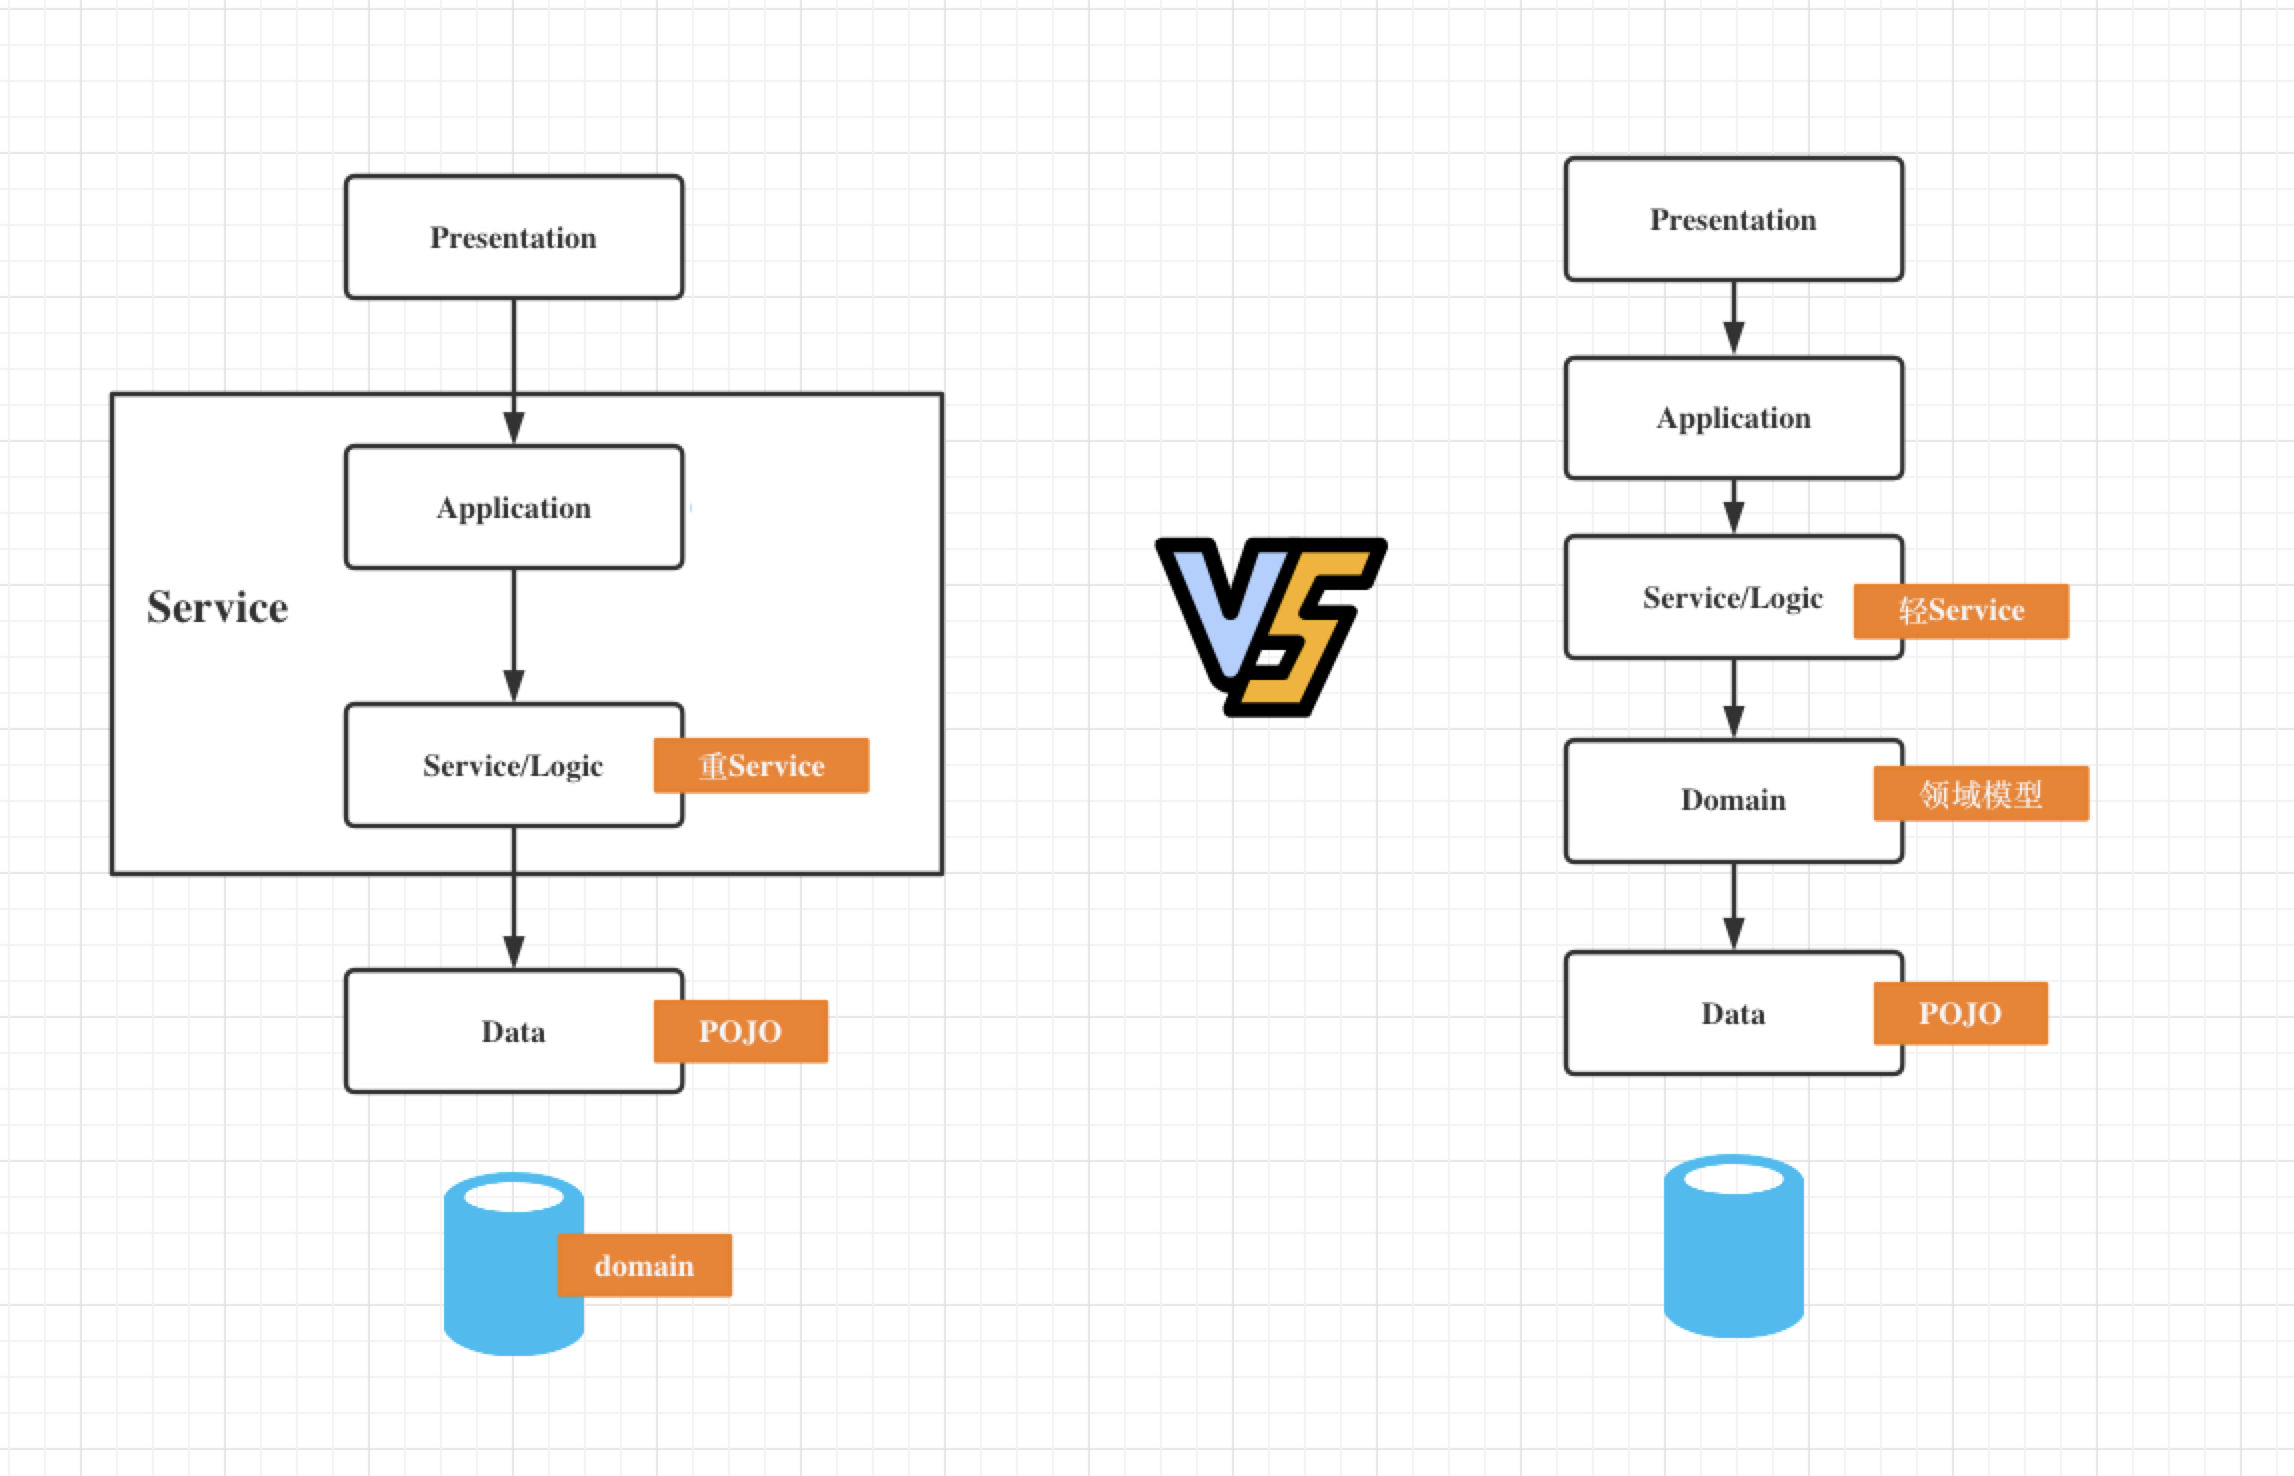 Presentation
Application
Service
Service/Logic
重Service
Data
POJO
domain
VS
Presentation
Application
Service/Logic
轻Service
Domain
领域模型
Data
POJO